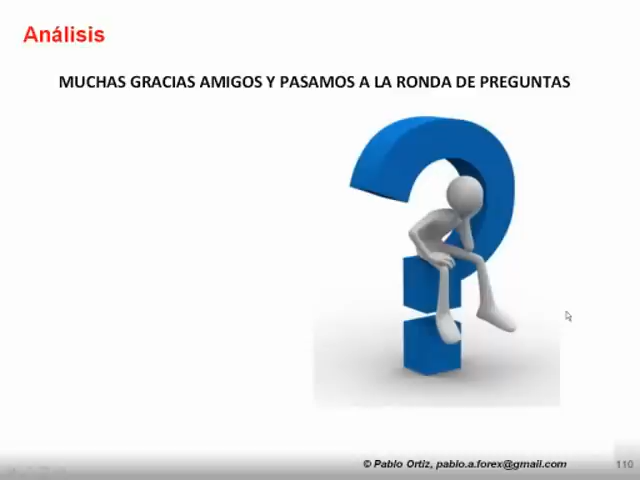 Análisis
MUCHAS GRACIAS AMIGOS Y PASAMOS A LA RONDA DE PREGUNTAS
© Pablo Ortiz, pablo.a.forex@gmail.com
110